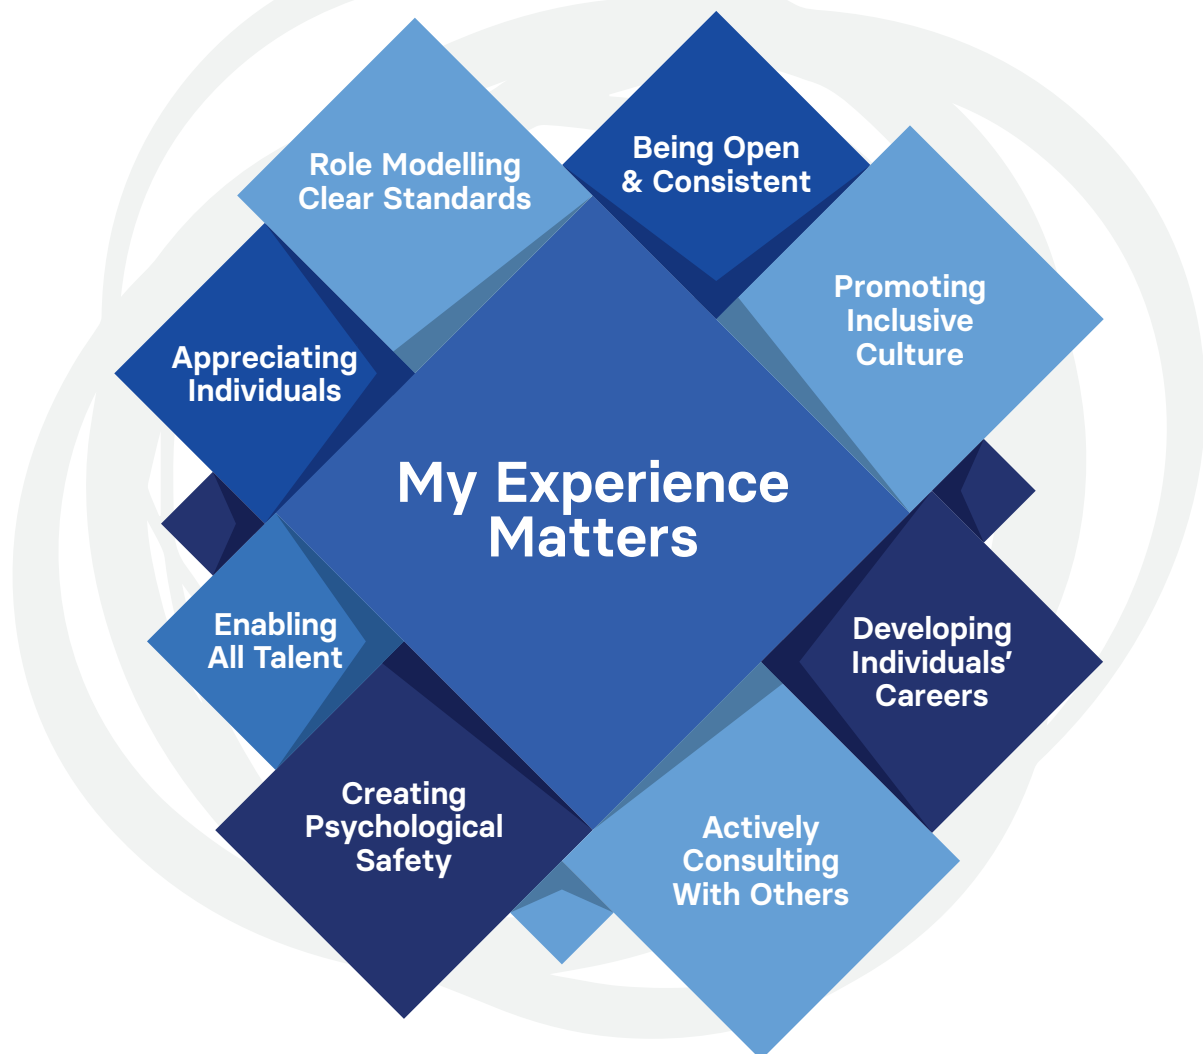 Role Modelling
Clear Standards
Being Open
& Consistent
Promoting
Inclusive
Culture
Appreciating
Individuals
My Experience
Matters
Enabling
All Talent
Developing
Individuals’
Careers
Creating
Psychological
Safety
Actively
Consulting
With Others